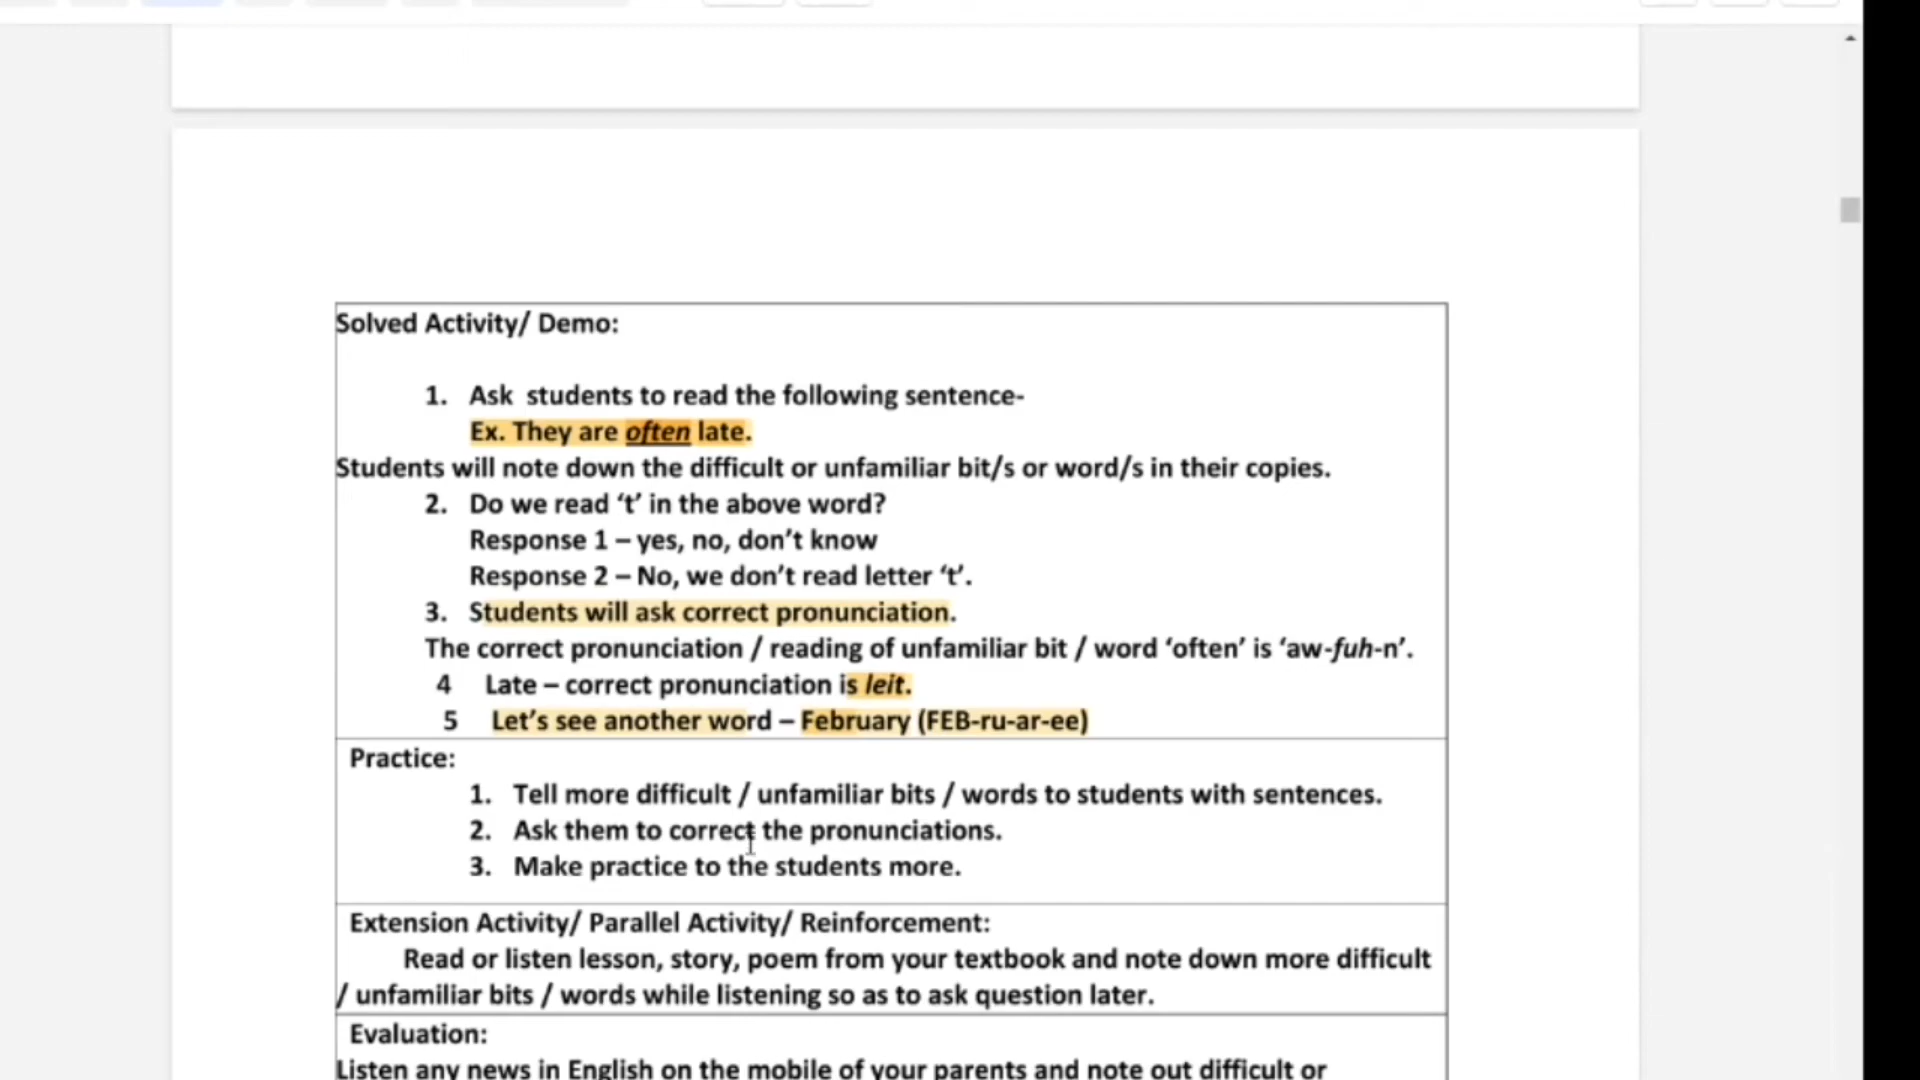 Solved Activity/ Demo:
1. Ask  students to read the following sentence-
Ex. They are often late.
Students will note down the difficult or unfamiliar bit/s or word/s in their copies.
2. Do we read ‘t’ in the above word?
Response 1 – yes, no, don’t know
Response 2 – No, we don’t read letter ‘t’.
3. Students will ask correct pronunciation.
The correct pronunciation / reading of unfamiliar bit / word ‘often’ is ‘aw-fuh-n’.
4 Late – correct pronunciation is leit.
5 Let’s see another word – February (FEB-ru-ar-ee)
Practice:
1. Tell more difficult / unfamiliar bits / words to students with sentences.
2. Ask them to correct the pronunciations.
3. Make practice to the students more.
Extension Activity/ Parallel Activity/ Reinforcement:
Read or listen lesson, story, poem from your textbook and note down more difficult
/ unfamiliar bits / words while listening so as to ask question later.
Evaluation:
Listen any news in English on the mobile of your parents and note out difficult or